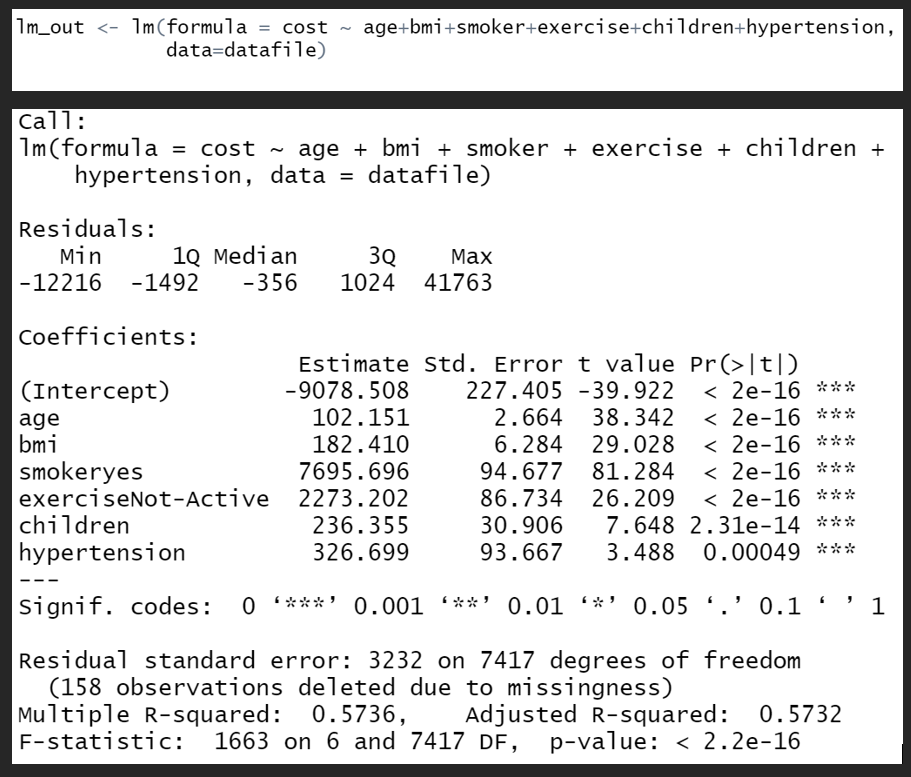 lm_out <- lm(formula = cost ~ age+bmi+smoker+exercise+children+hypertension,
data=datafile)
Call:
lm(formula = cost ~ age + bmi + smoker + exercise + children +
hypertension, data = datafile)
Residuals:
Min 1Q Median 3Q Max
-12216 -1492 -356 1024 41763
Coefficients:
Estimate Std. Error t value Pr(>|t|)
(Intercept) -9078.508 227.405 -39.922 < 2e-16 ***
age 102.151 2.664 38.342 < 2e-16 ***
bmi 182.410 6.284 29.028 < 2e-16 ***
smokeryes 7695.696 94.677 81.284 < 2e-16 ***
exerciseNot-Active 2273.202 86.734 26.209 < 2e-16 ***
children 236.355 30.906 7.648 2.31e-14 ***
hypertension 326.699 93.667 3.488 0.00049 ***
---
Signif. codes: 0 ‘***’ 0.001 ‘**’ 0.01 ‘*’ 0.05 ‘.’ 0.1 ‘ ’ 1
Residual standard error: 3232 on 7417 degrees of freedom
(158 observations deleted due to missingness)
Multiple R-squared: 0.5736, Adjusted R-squared: 0.5732
F-statistic: 1663 on 6 and 7417 DF, p-value: < 2.2e-16